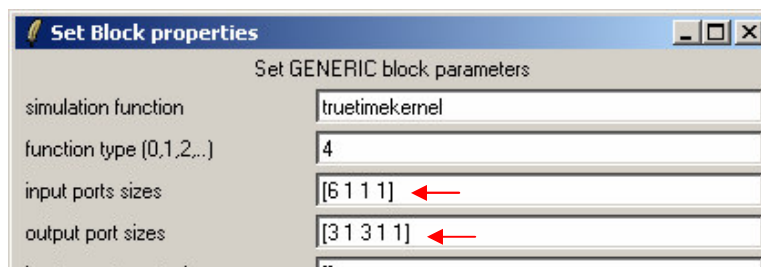 Set Block properties
Set GENERIC block parameters
simulation function truetimekernel
function type (0,1,2,..) 4
input ports sizes [6 1 1 1]
output port sizes [3 1 3 1 1]